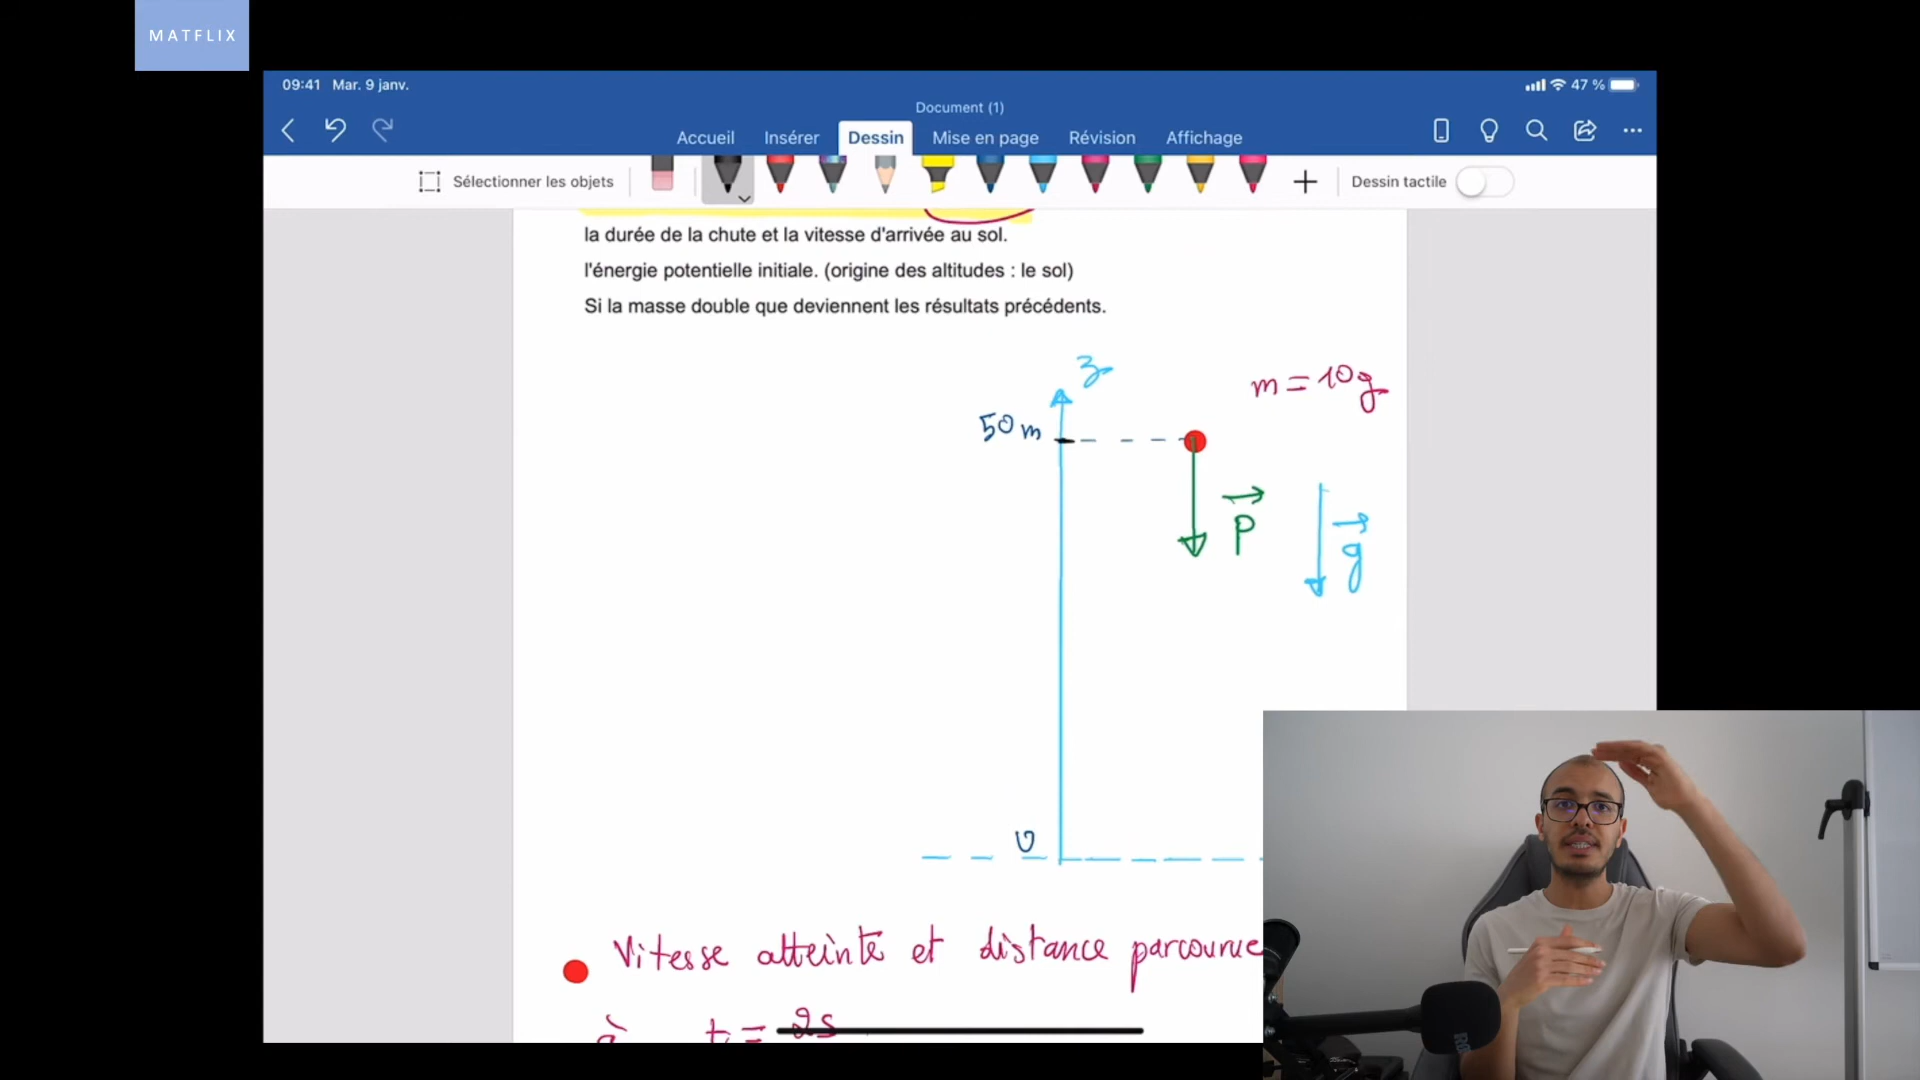 MATFLIX
09:41 Mar. 9 janv.
47 %
Document (1)
Accueil Insérer Dessin Mise en page Révision Affichage
Sélectionner les objets
Dessin tactile
la durée de la chute et la vitesse d'arrivée au sol.
l'énergie potentielle initiale. (origine des altitudes : le sol)
Si la masse double que deviennent les résultats précédents.
z
m = 10g
50 m
P
g
0
Vitesse atteinte et distance parcourue
à t = 2s